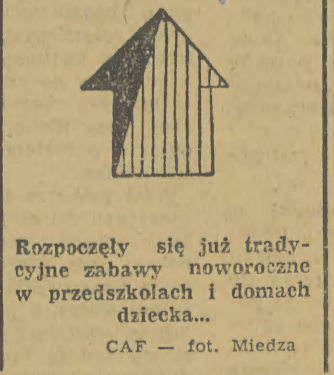 Rozpoczęły się już trady-
cyjne zabawy noworoczne
w przedszkolach i domach
dziecka...
CAF — fot. Miedza